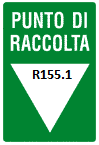 PUNTO DI
RACCOLTA
R155.1